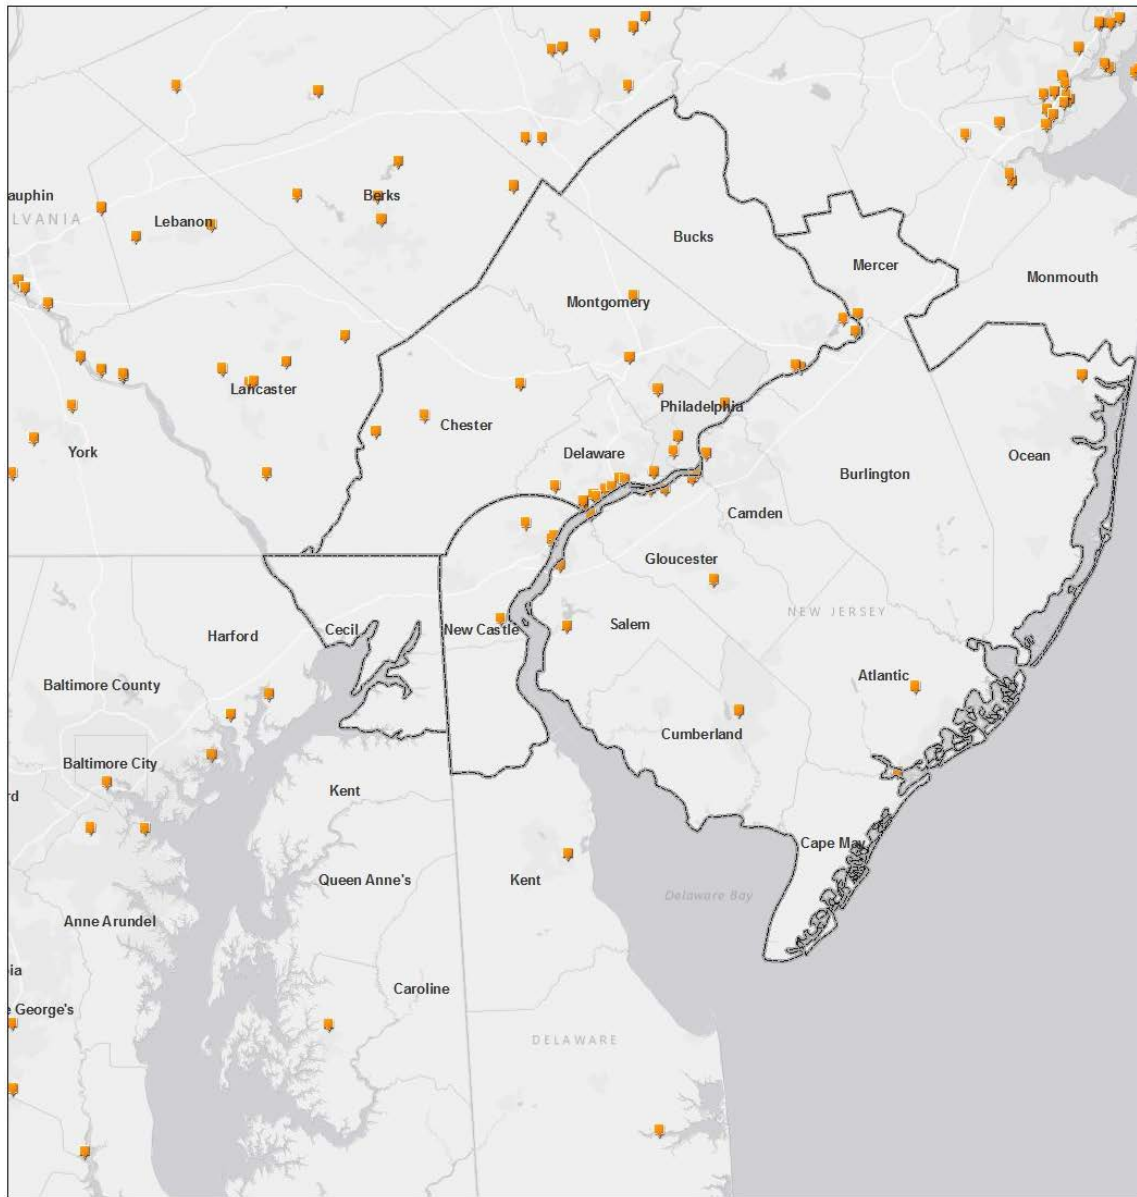 auphin
LVANIA
Lebanon
Berks
Bucks
Mercer
Monmouth
Montgomery
Lancaster
Philadelphia
York
Chester
Delaware
Ocean
Burlington
Camden
Gloucester
NEW JERSEY
Harford
Cecil
New Castle
Salem
Baltimore County
Atlantic
Cumberland
Baltimore City
Kent
rd
Cape May
Queen Anne's
Kent
Delaware Bay
Anne Arundel
ia
Caroline
e George's
DELAWARE